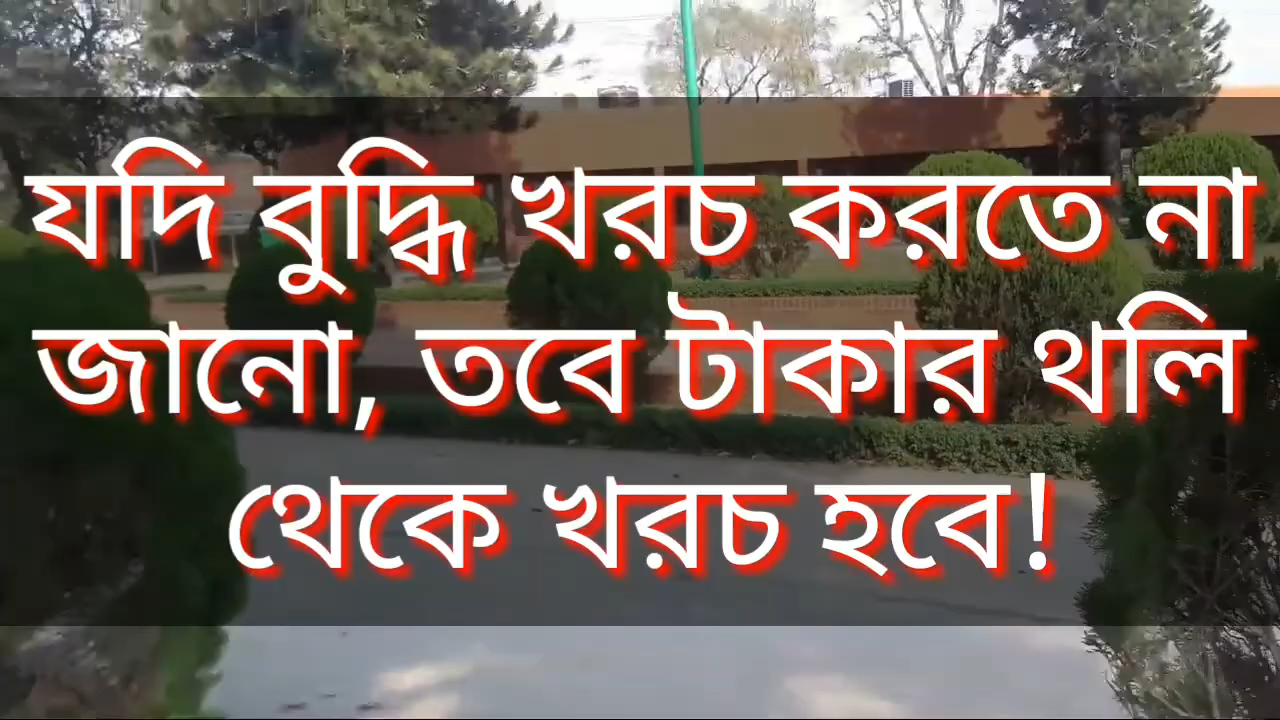 যদি বুদ্ধি খরচ করতে না
জানো, তবে টাকার থলি
থেকে খরচ হবে!